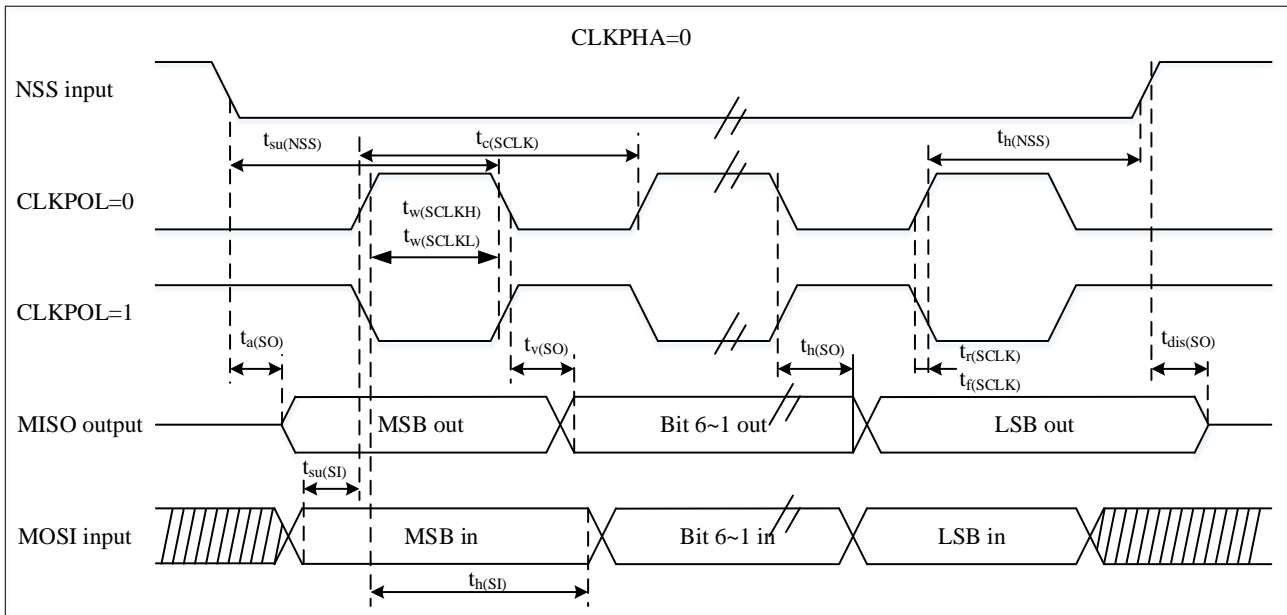 CLKPHA=0
NSS input
tsu(NSS)
tc(SCLK)
th(NSS)
CLKPOL=0
tw(SCLKH)
tw(SCLKL)
CLKPOL=1
ta(SO)
tv(SO)
th(SO)
tr(SCLK)
tf(SCLK)
tdis(SO)
MISO output
MSB out
Bit 6~1 out
LSB out
tsu(SI)
MOSI input
MSB in
Bit 6~1 in
LSB in
th(SI)